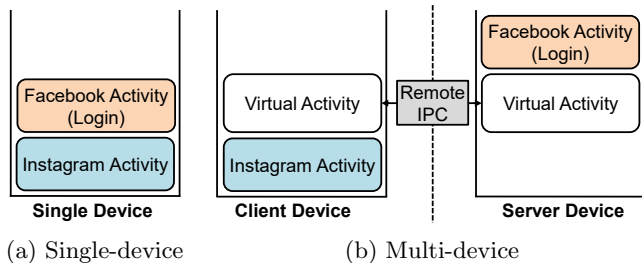 Facebook Activity
(Login)
Instagram Activity
Single Device
Virtual Activity
Instagram Activity
Client Device
Remote
IPC
Facebook Activity
(Login)
Virtual Activity
Server Device
(a) Single-device
(b) Multi-device